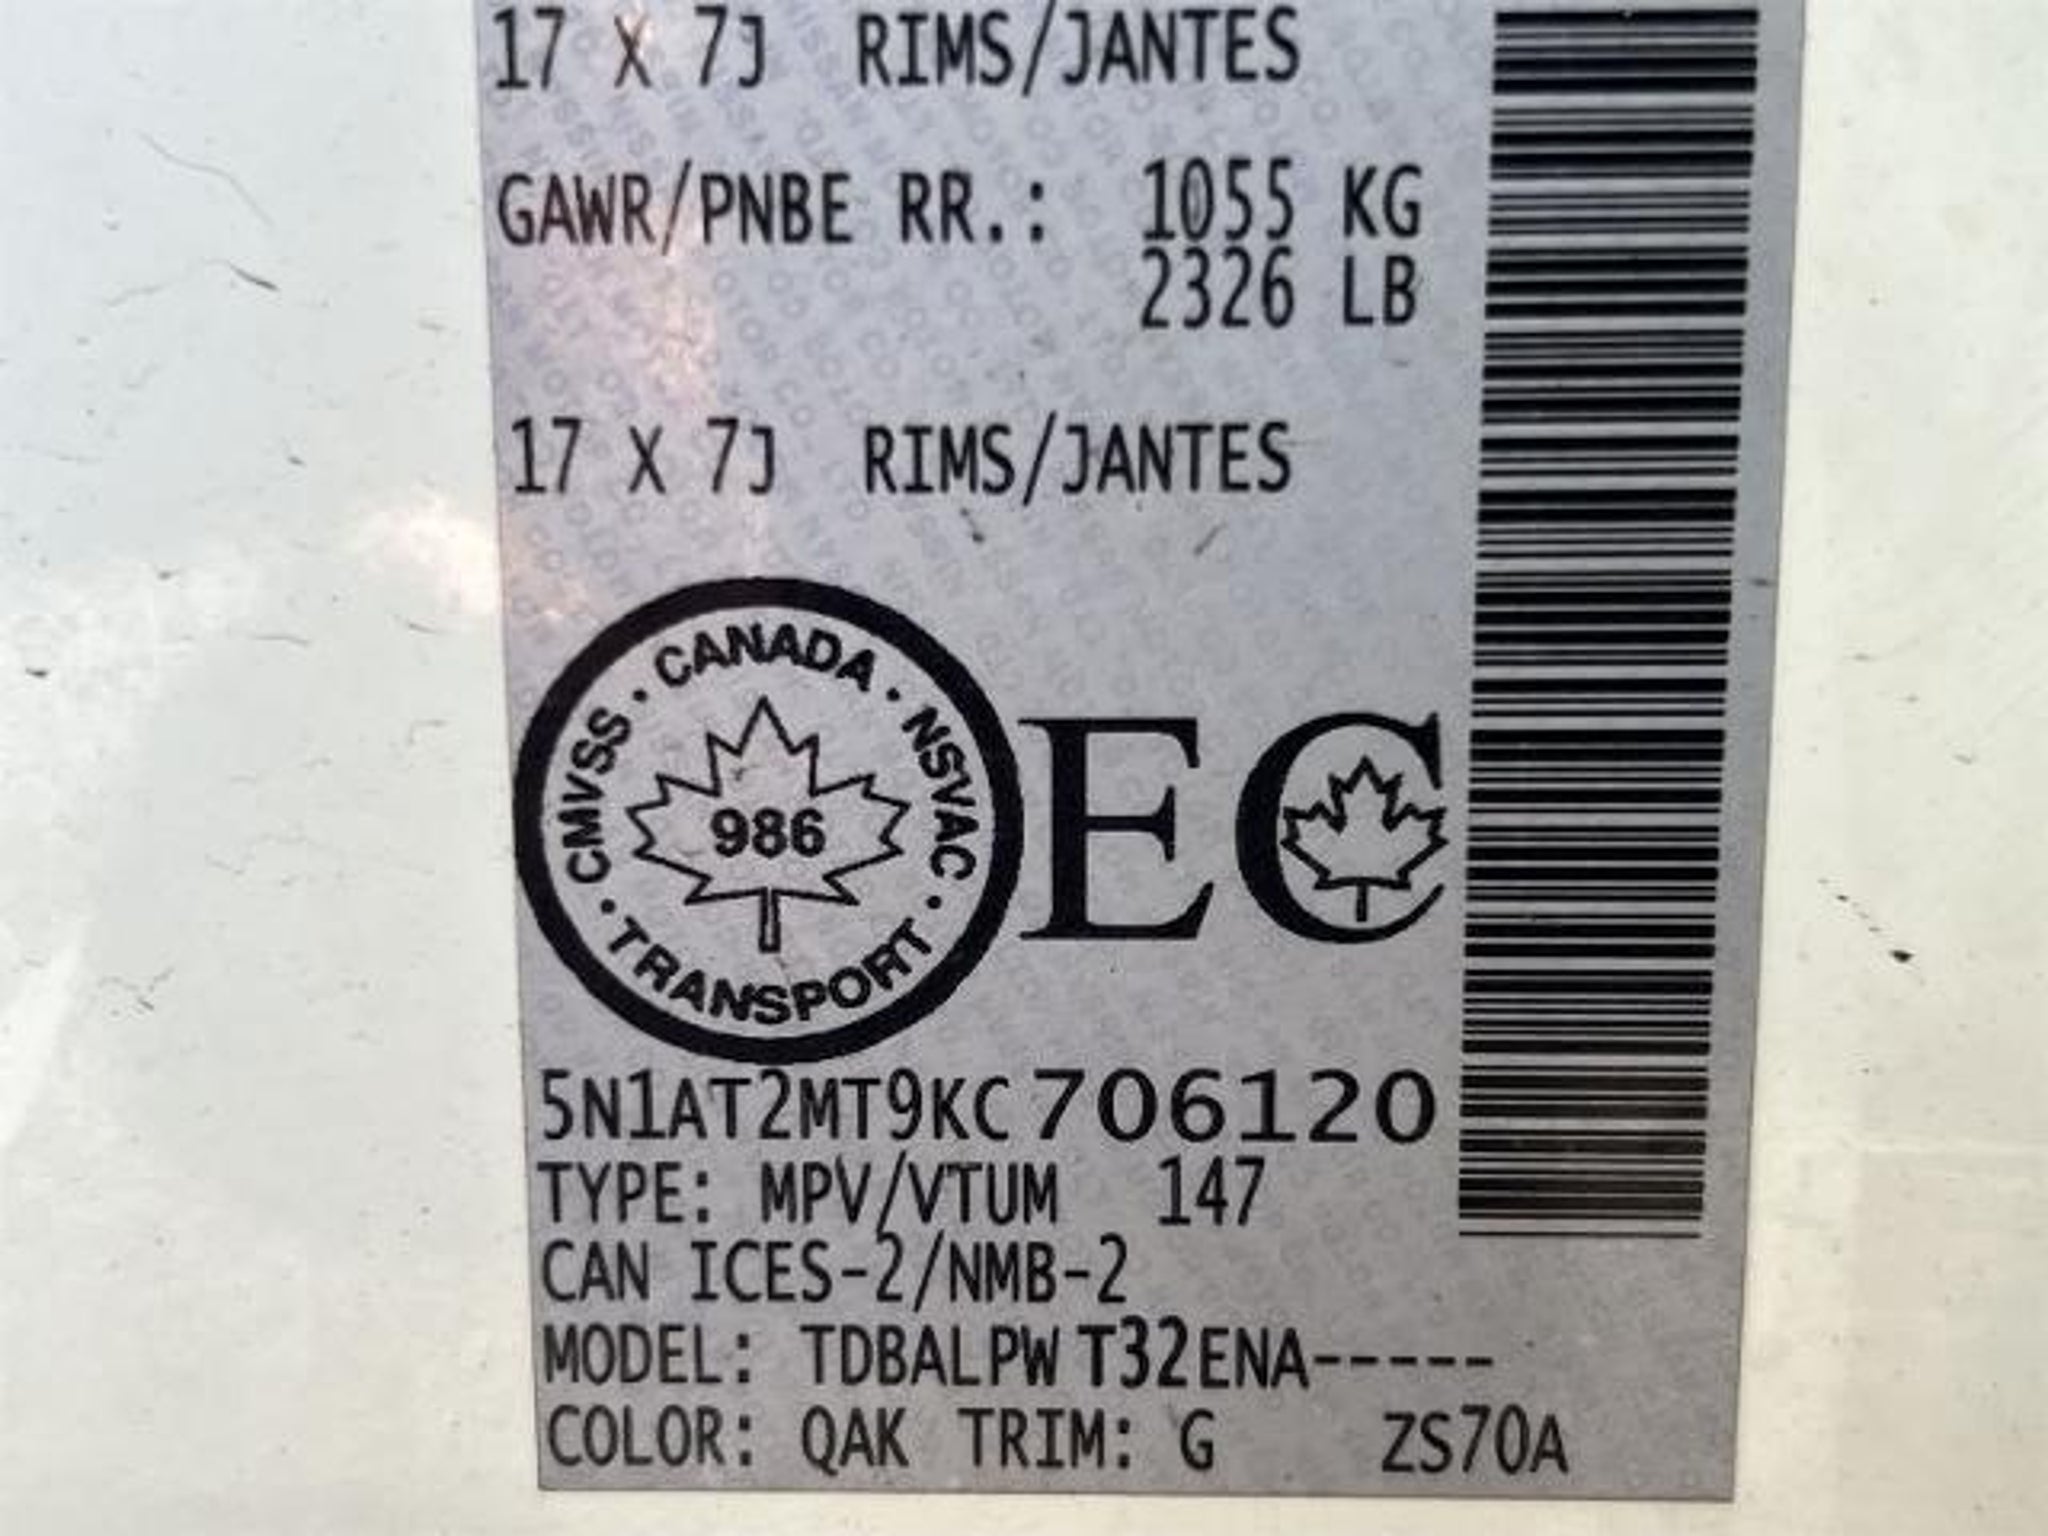 17 X 7J RIMS/JANTES
GAWR/PNBE RR.: 1055 KG
2326 LB
17 X 7J RIMS/JANTES
CANADA · NSVAC · TRANSPORT · CMVSS ·
986
EC
5N1AT2MT9KC706120
TYPE: MPV/VTUM 147
CAN ICES-2/NMB-2
MODEL: TDBALPWT32ENA-----
COLOR: QAK TRIM: G ZS70A